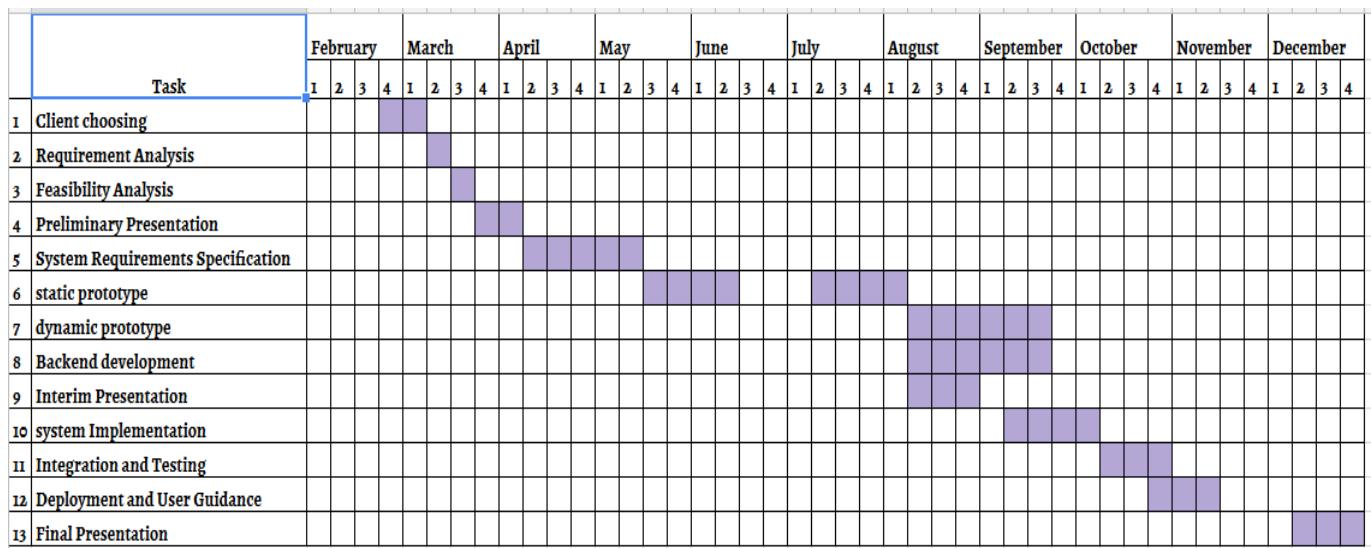 February March April May June July August September October November December
Task 1 2 3 4 1 2 3 4 1 2 3 4 1 2 3 4 1 2 3 4 1 2 3 4 1 2 3 4 1 2 3 4 1 2 3 4 1 2 3 4 1 2 3 4
1 Client choosing
2 Requirement Analysis
3 Feasibility Analysis
4 Preliminary Presentation
5 System Requirements Specification
6 static prototype
7 dynamic prototype
8 Backend development
9 Interim Presentation
10 system Implementation
11 Integration and Testing
12 Deployment and User Guidance
13 Final Presentation